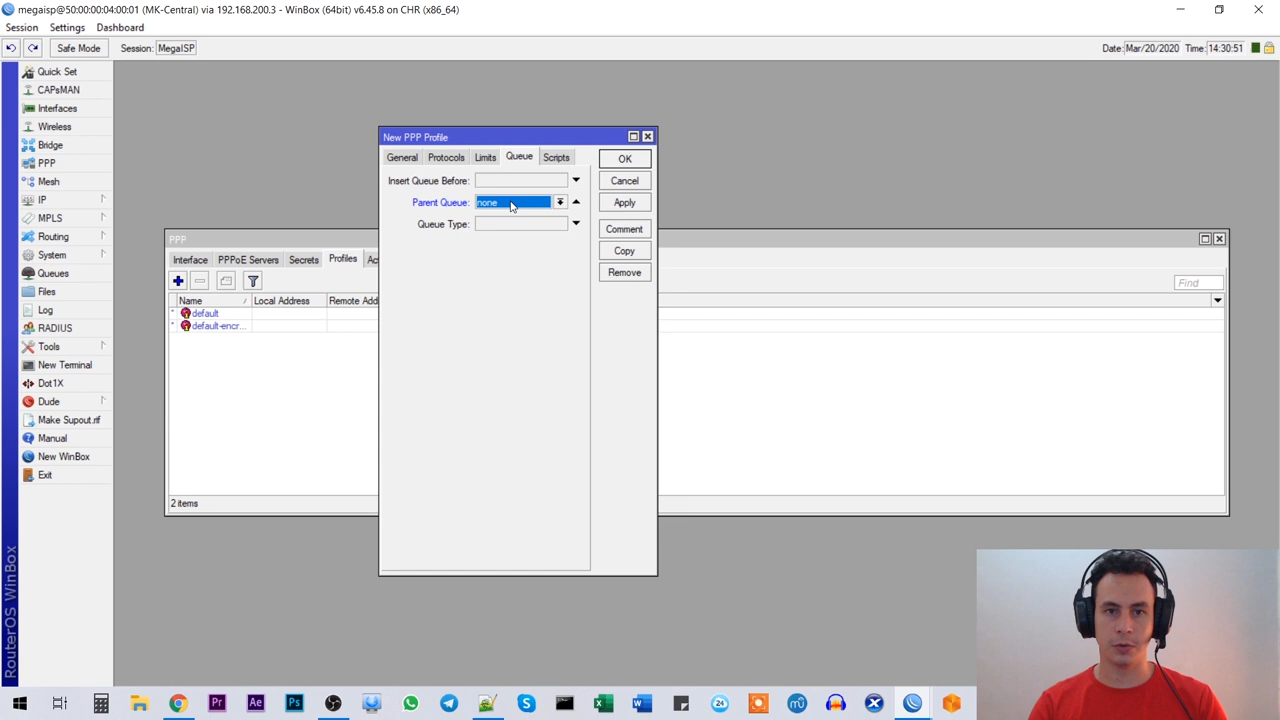 megaisp@50:00:00:04:00:01 (MK-Central) via 192.168.200.3 - WinBox (64bit) v6.45.8 on CHR (x86_64)
Session Settings Dashboard
Safe Mode Session: MegaISP Date: Mar/20/2020 Time: 14:30:51
Quick Set
CAPsMAN
Interfaces
Wireless
Bridge
PPP
Mesh
IP
MPLS
Routing
System
Queues
Files
Log
RADIUS
Tools
New Terminal
Dot1X
Dude
Make Supout.rif
Manual
New WinBox
Exit
RouterOS WinBox
New PPP Profile
General Protocols Limits Queue Scripts
Insert Queue Before:
Parent Queue: none
Queue Type:
OK
Cancel
Apply
Comment
Copy
Remove
PPP
Interface PPPoE Servers Secrets Profiles Ac
Find
Name Local Address Remote Add
* default
* default-encr...
2 items
Pr Ae Ps 24